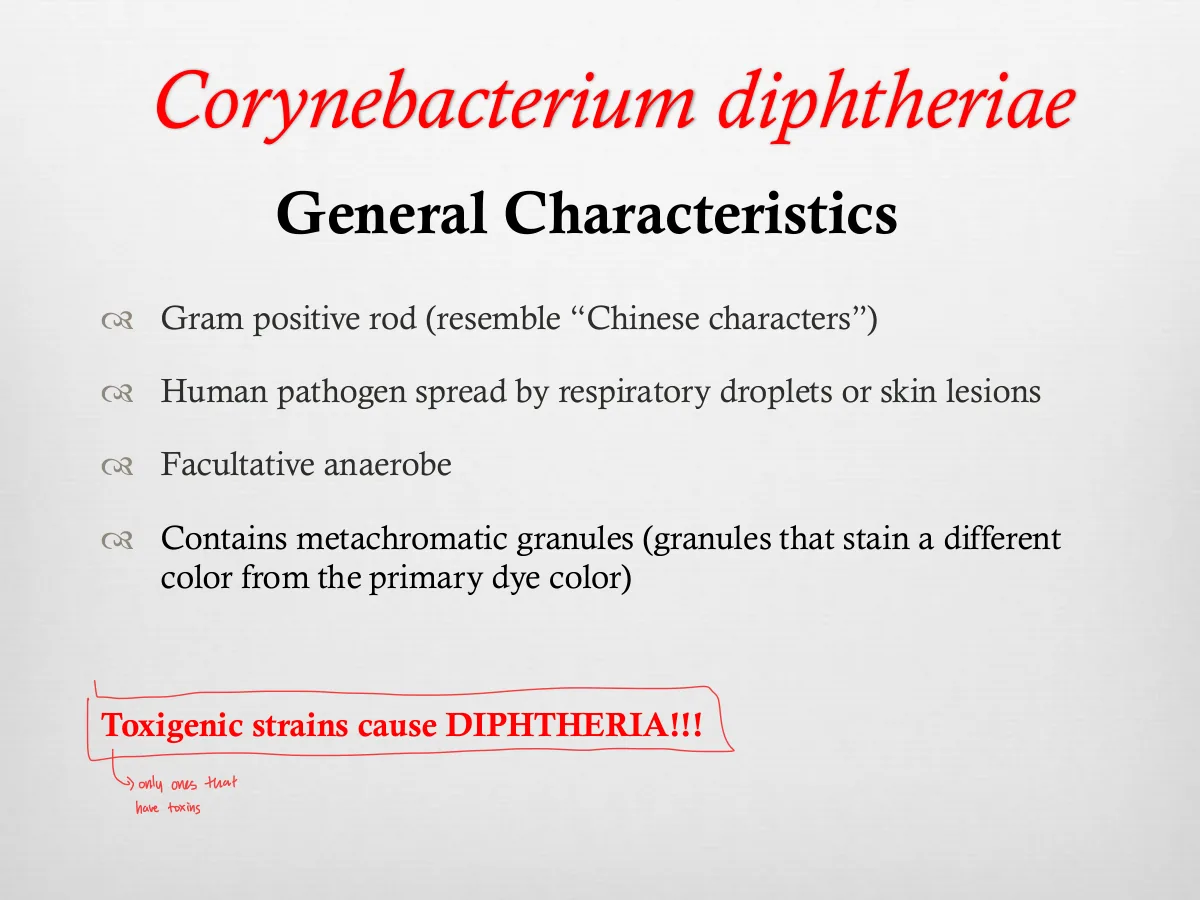 Corynebacterium diphtheriae
General Characteristics
Gram positive rod (resemble “Chinese characters”)
Human pathogen spread by respiratory droplets or skin lesions
Facultative anaerobe
Contains metachromatic granules (granules that stain a different
color from the primary dye color)
Toxigenic strains cause DIPHTHERIA!!!
only ones that
have toxins